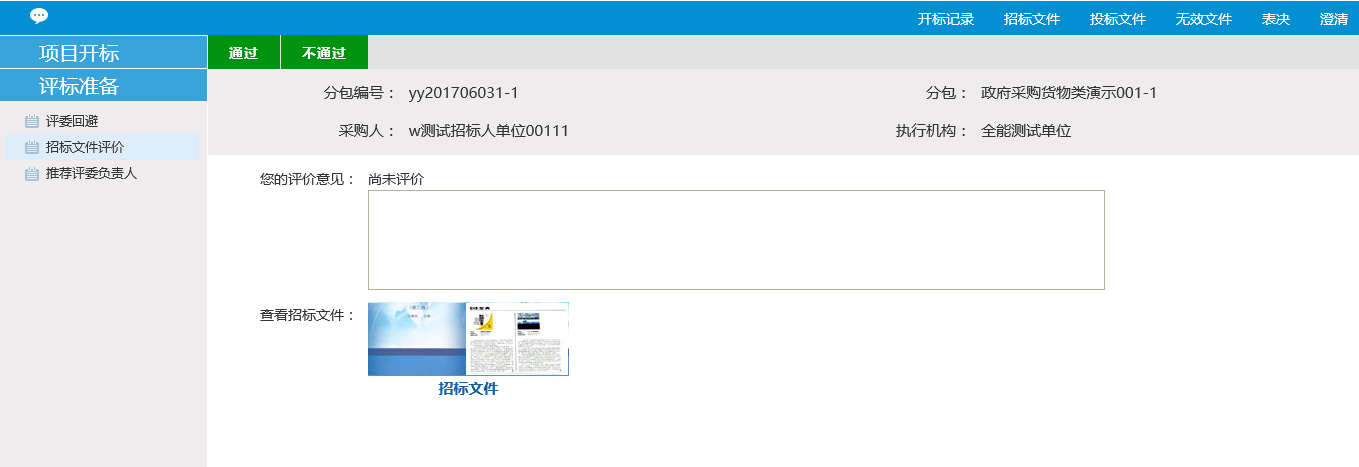 开标记录 招标文件 投标文件 无效文件 表决 澄清
项目开标
通过 不通过
评标准备
评委回避
招标文件评价
推荐评委负责人
分包编号： yy201706031-1 分包： 政府采购货物类演示001-1
采购人： w测试招标人单位00111 执行机构： 全能测试单位
您的评价意见： 尚未评价
查看招标文件：
招标文件